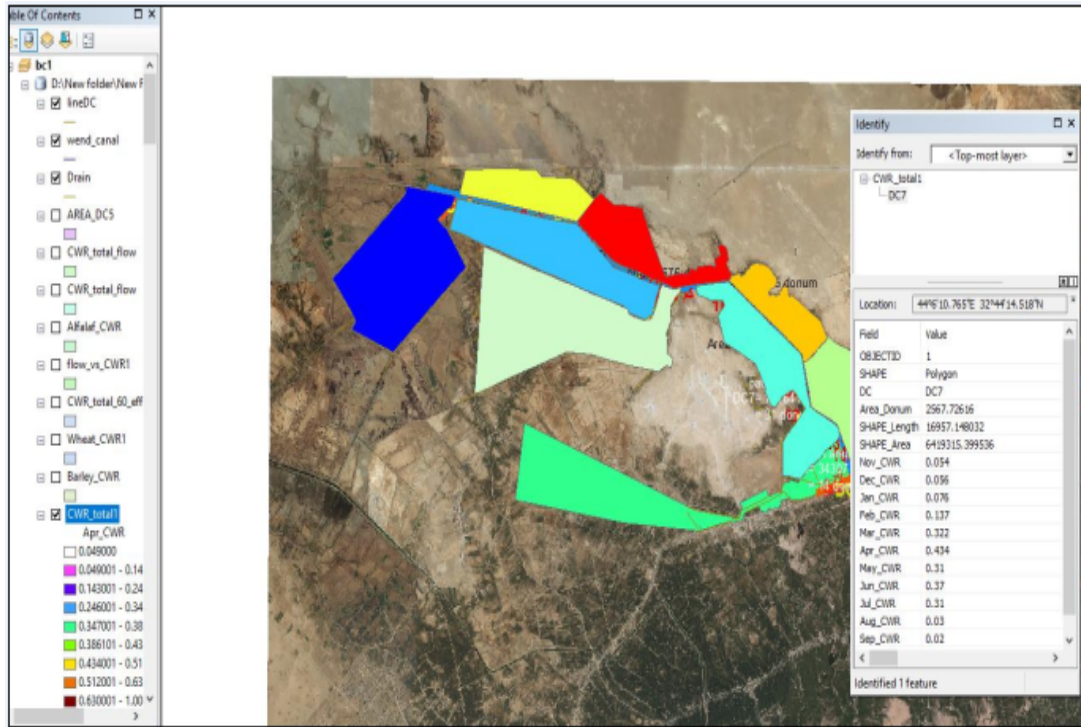 ble Of Contents
bc1
D:\New folder\New F
lineDC
wend_canal
Drain
AREA_DC5
CWR_total_flow
CWR_total_flow
Alfalaf_CWR
flow_vs_CWR1
CWR_total_60_eff
Wheat_CWR1
Barley_CWR
CWR_total1
Apr_CWR
0.049000
0.049001 - 0.14
0.143001 - 0.24
0.246001 - 0.34
0.347001 - 0.38
0.386101 - 0.43
0.434001 - 0.51
0.512001 - 0.63
0.630001 - 1.00
donum
Identify
Identify from: <Top-most layer>
CWR_total1
DC7
Location: 44°6'10.765"E 32°44'14.518"N
Field Value
OBJECTID 1
SHAPE Polygon
DC DC7
Area_Donum 2567.72616
SHAPE_Length 16957.148032
SHAPE_Area 6419315.399536
Nov_CWR 0.054
Dec_CWR 0.056
Jan_CWR 0.076
Feb_CWR 0.137
Mar_CWR 0.322
Apr_CWR 0.434
May_CWR 0.31
Jun_CWR 0.37
Jul_CWR 0.31
Aug_CWR 0.03
Sep_CWR 0.02
Identified 1 feature